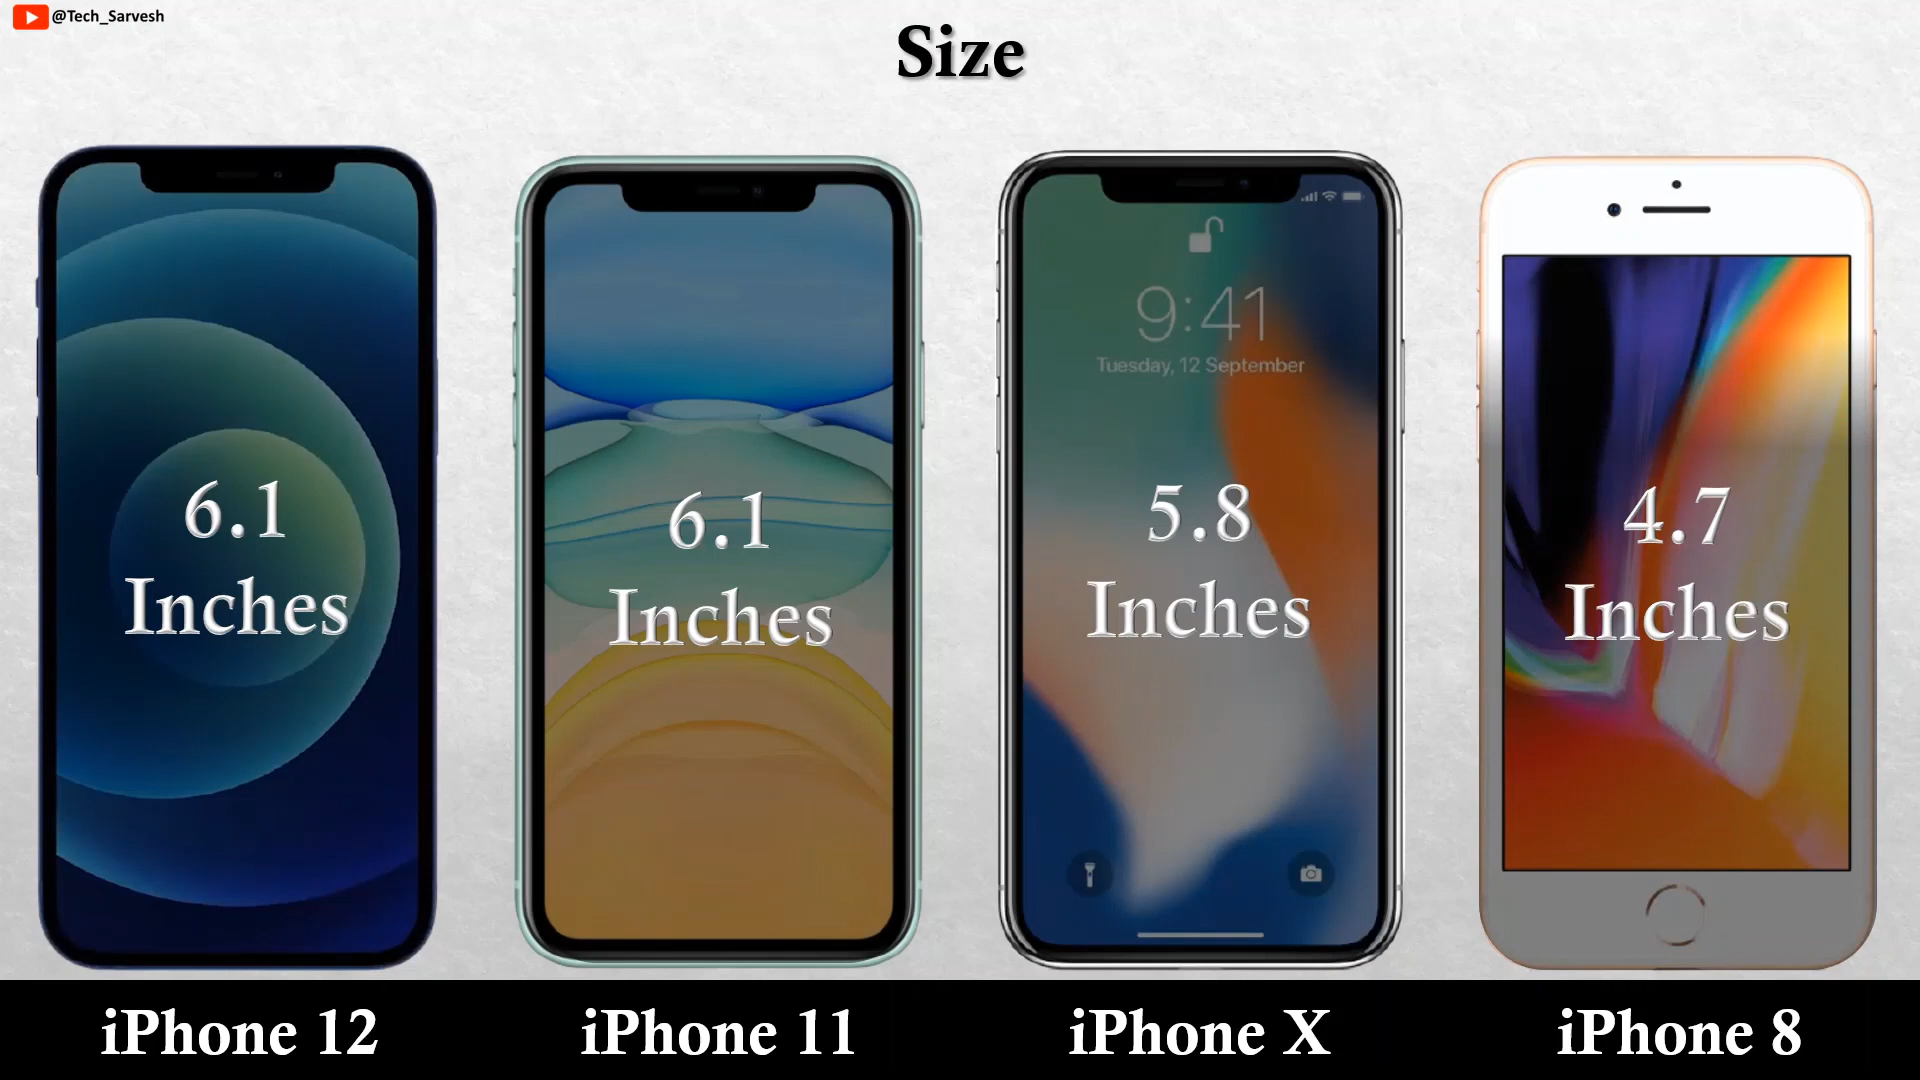 @Tech_Sarvesh
Size
9:41
Tuesday, 12 September
6.1
Inches
6.1
Inches
5.8
Inches
4.7
Inches
iPhone 12
iPhone 11
iPhone X
iPhone 8